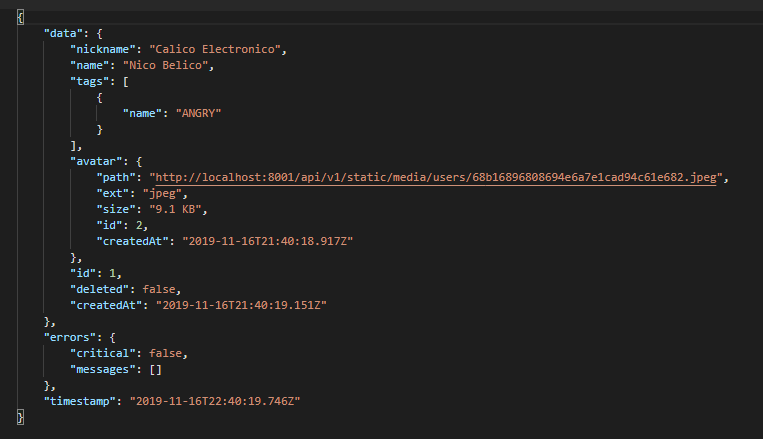 {
    "data": {
        "nickname": "Calico Electronico",
        "name": "Nico Belico",
        "tags": [
            {
                "name": "ANGRY"
            }
        ],
        "avatar": {
            "path": "http://localhost:8001/api/v1/static/media/users/68b16896808694e6a7e1cad94c61e682.jpeg",
            "ext": "jpeg",
            "size": "9.1 KB",
            "id": 2,
            "createdAt": "2019-11-16T21:40:18.917Z"
        },
        "id": 1,
        "deleted": false,
        "createdAt": "2019-11-16T21:40:19.151Z"
    },
    "errors": {
        "critical": false,
        "messages": []
    },
    "timestamp": "2019-11-16T22:40:19.746Z"
}